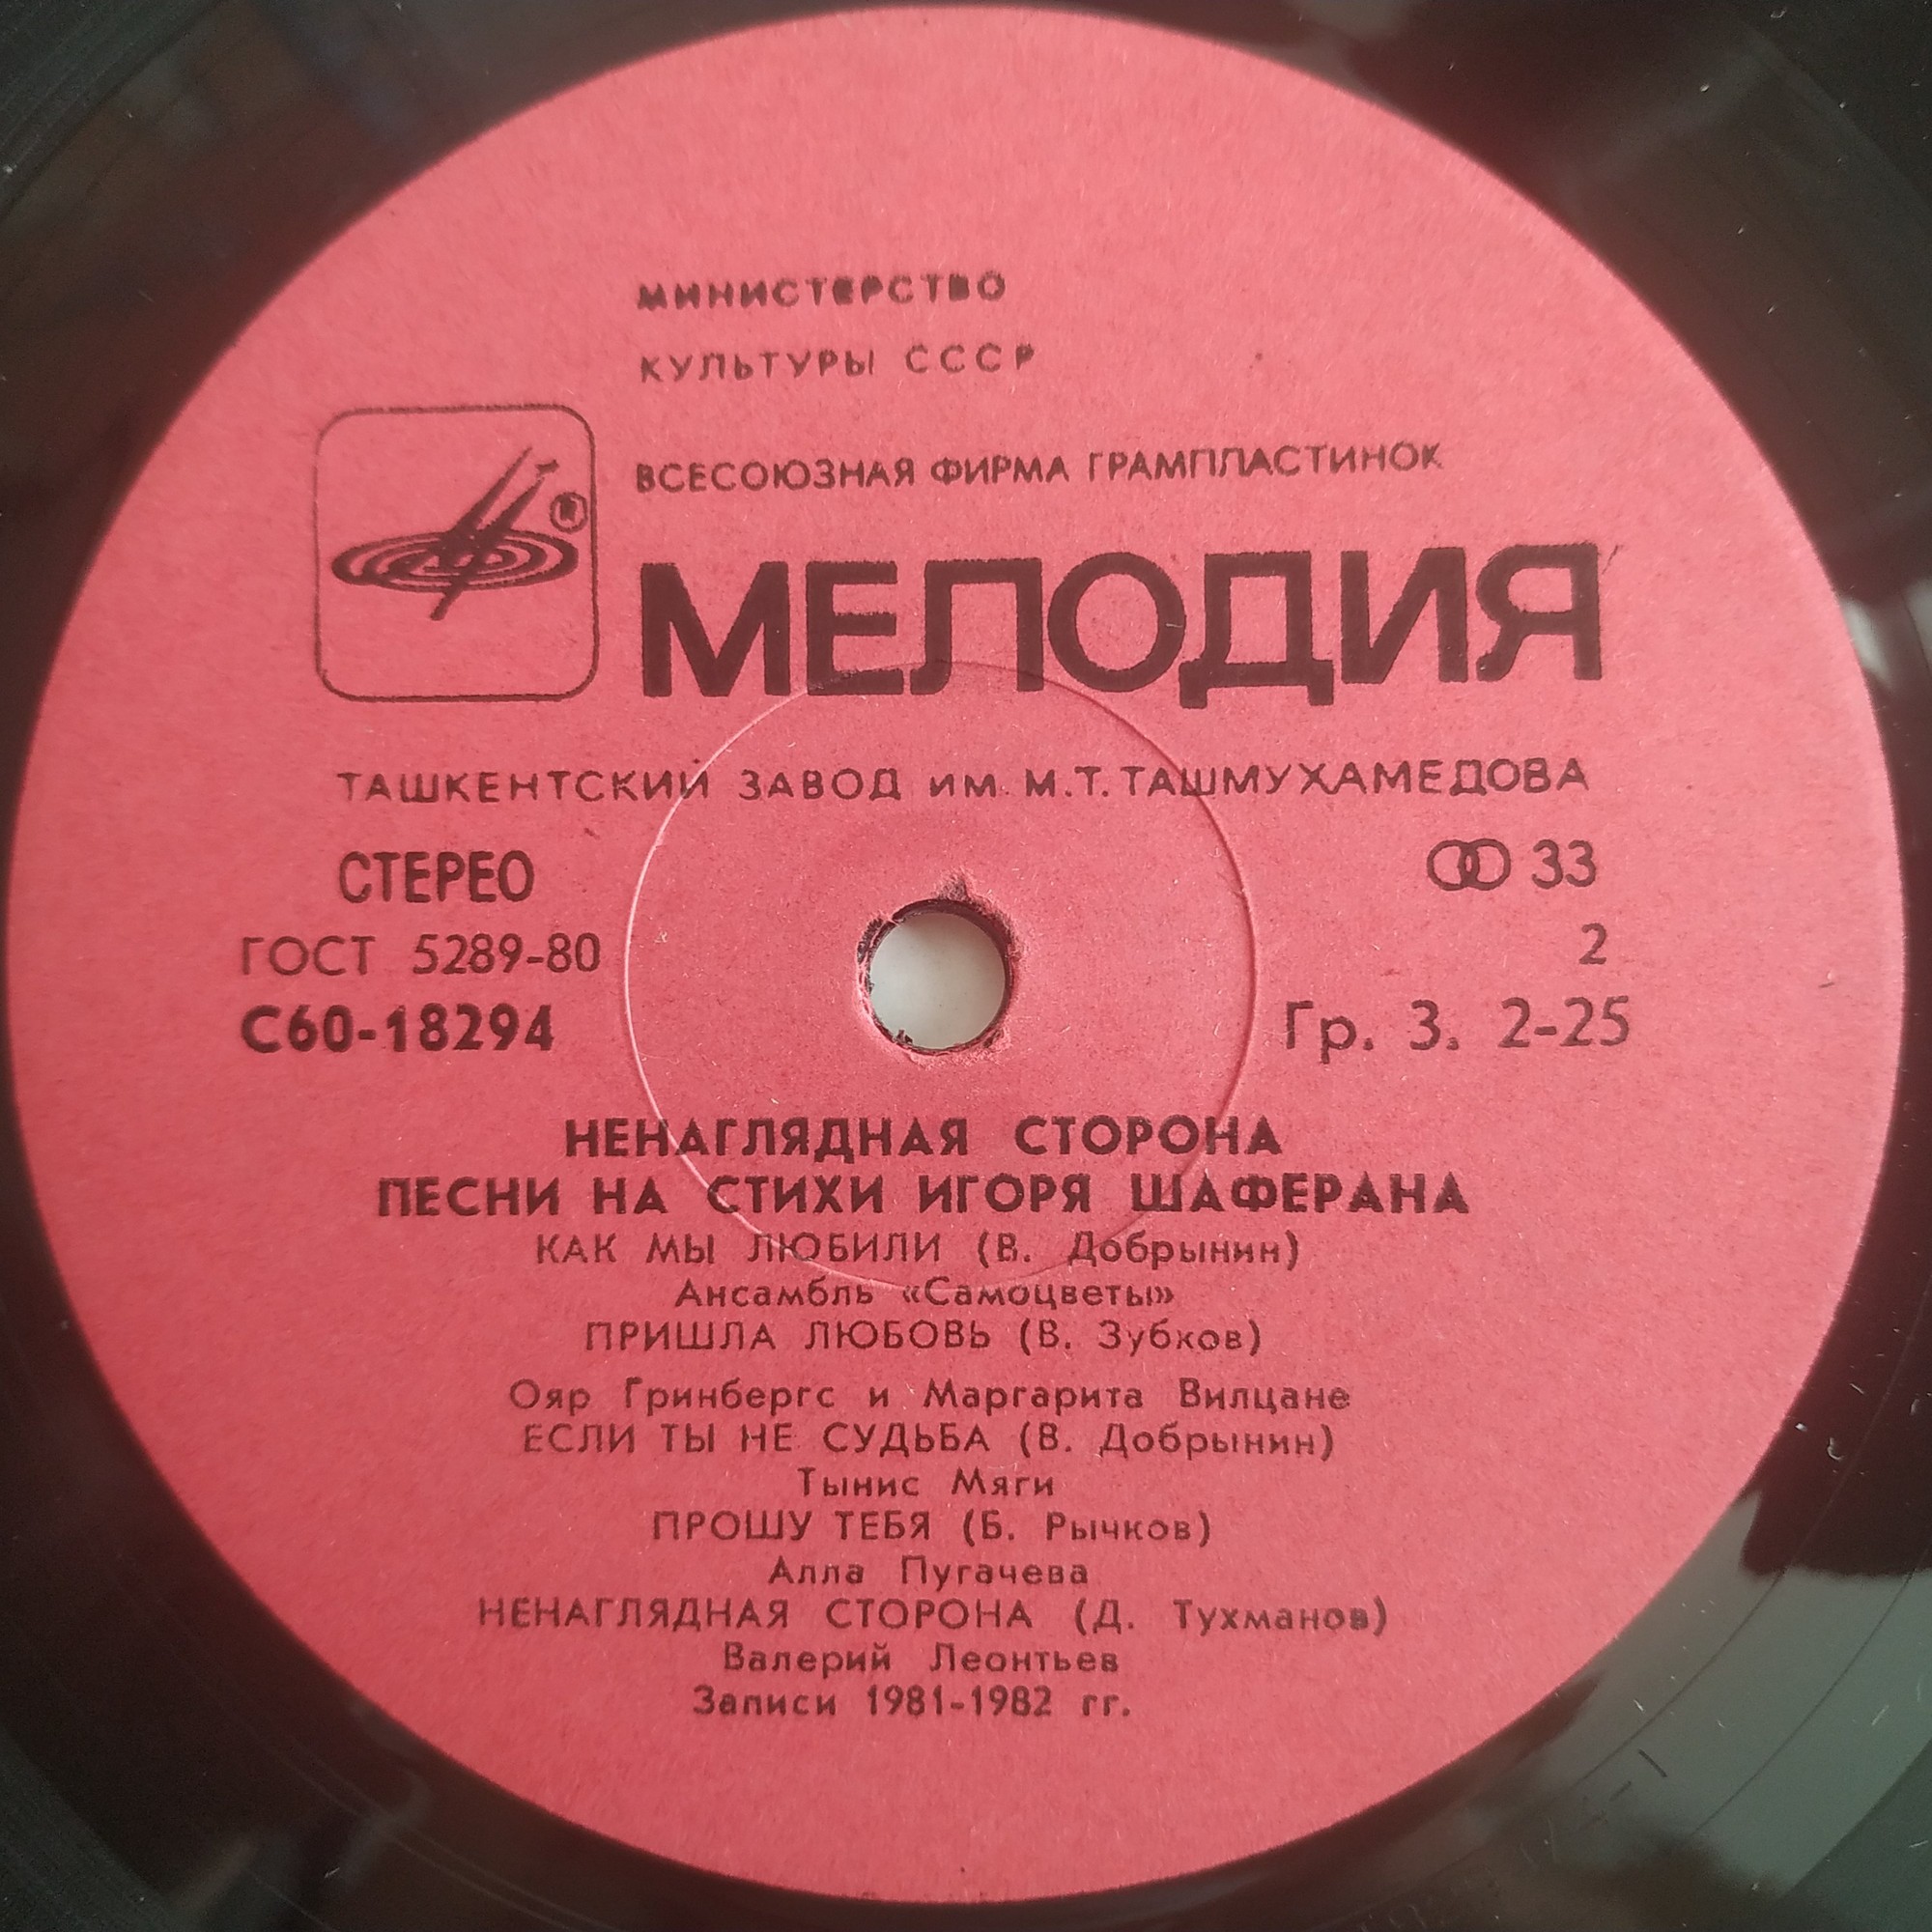 МИНИСТЕРСТВО
КУЛЬТУРЫ СССР
ВСЕСОЮЗНАЯ ФИРМА ГРАМПЛАСТИНОК
®
МЕЛОДИЯ
ТАШКЕНТСКИЙ ЗАВОД ИМ. М.Т.ТАШМУХАМЕДОВА
СТЕРЕО 33
ГОСТ 5289-80 2
С60-18294 Гр. 3. 2-25
НЕНАГЛЯДНАЯ СТОРОНА
ПЕСНИ НА СТИХИ ИГОРЯ ШАФЕРАНА
КАК МЫ ЛЮБИЛИ (В. Добрынин)
Ансамбль «Самоцветы»
ПРИШЛА ЛЮБОВЬ (В. Зубков)
Ояр Гринбергс и Маргарита Вилцане
ЕСЛИ ТЫ НЕ СУДЬБА (В. Добрынин)
Тынис Мяги
ПРОШУ ТЕБЯ (Б. Рычков)
Алла Пугачева
НЕНАГЛЯДНАЯ СТОРОНА (Д. Тухманов)
Валерий Леонтьев
Записи 1981-1982 гг.